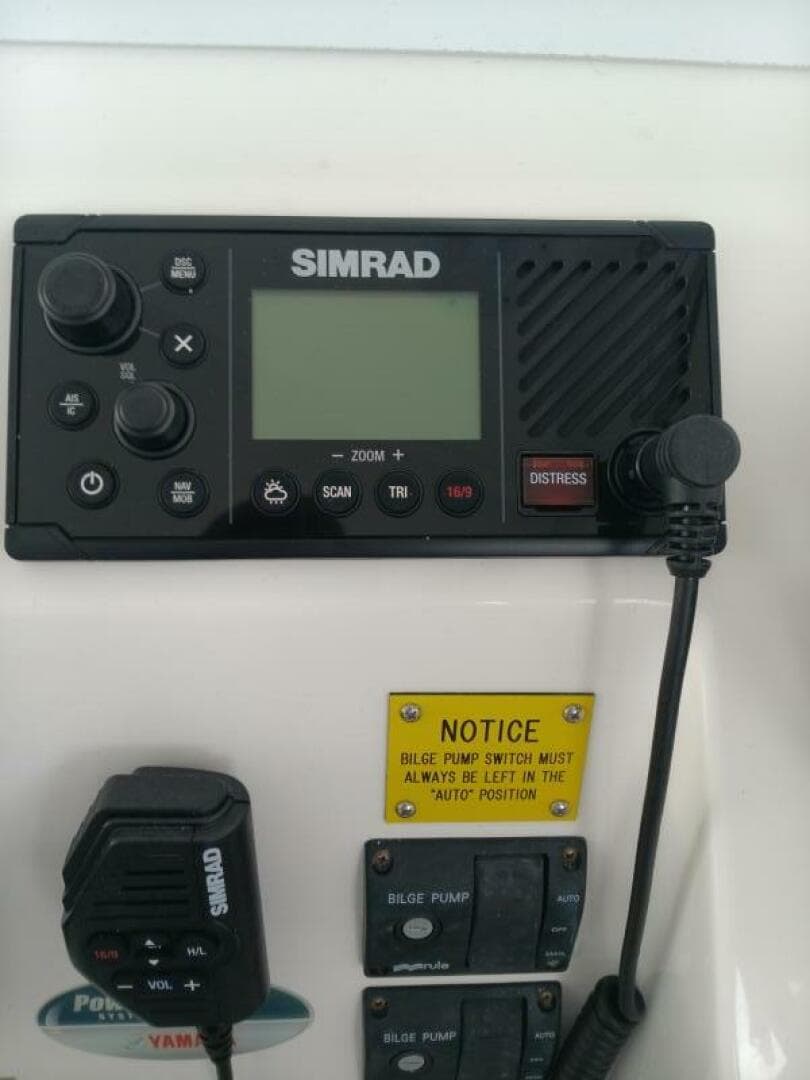 SIMRAD
DSC
MENU
X
VOL
SQL
AIS
IC
NAV
MOB
- ZOOM +
SCAN
TRI
16/9
DISTRESS
NOTICE
BILGE PUMP SWITCH MUST
ALWAYS BE LEFT IN THE
"AUTO" POSITION
SIMRAD
16/9
H/L
- VOL +
BILGE PUMP
AUTO
OFF
rule
YAMA
BILGE PUMP
AUTO